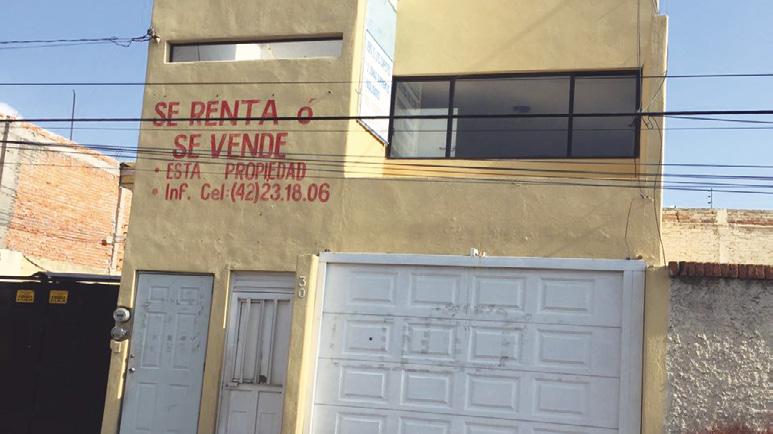 SE RENTA ó
SE VENDE
• ESTA PROPIEDAD
• Inf. Cel: (42)23.18.06
30